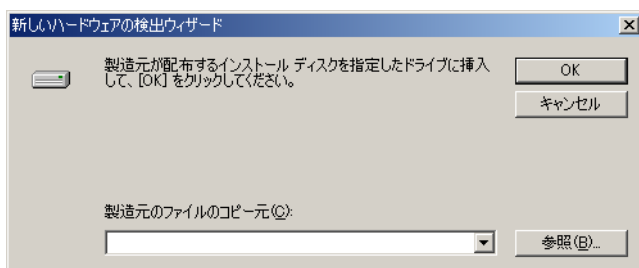 新しいハードウェアの検出ウィザード
製造元が配布するインストール ディスクを指定したドライブに挿入
して、[OK] をクリックしてください。
OK
キャンセル
製造元のファイルのコピー元(C):
参照(B)...